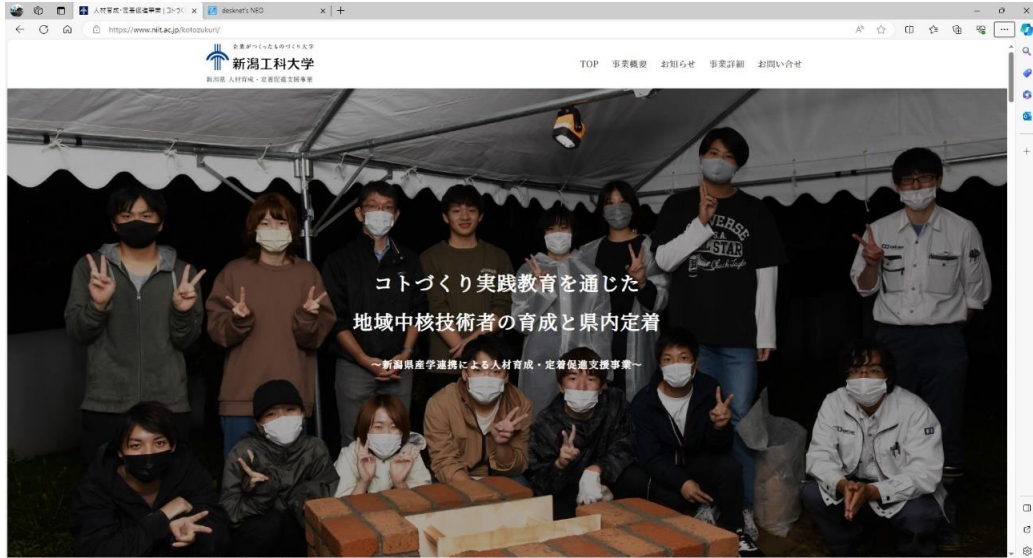 人材育成・定着促進事業 | コトづく
desknet's NEO
https://www.niit.ac.jp/kotozukuri/
企業がつくったものづくり大学
新潟工科大学
新潟県 人材育成・定着促進支援事業
TOP 事業概要 お知らせ 事業詳細 お問い合せ
コトづくり実践教育を通じた
地域中核技術者の育成と県内定着
〜新潟県産学連携による人材育成・定着促進支援事業〜